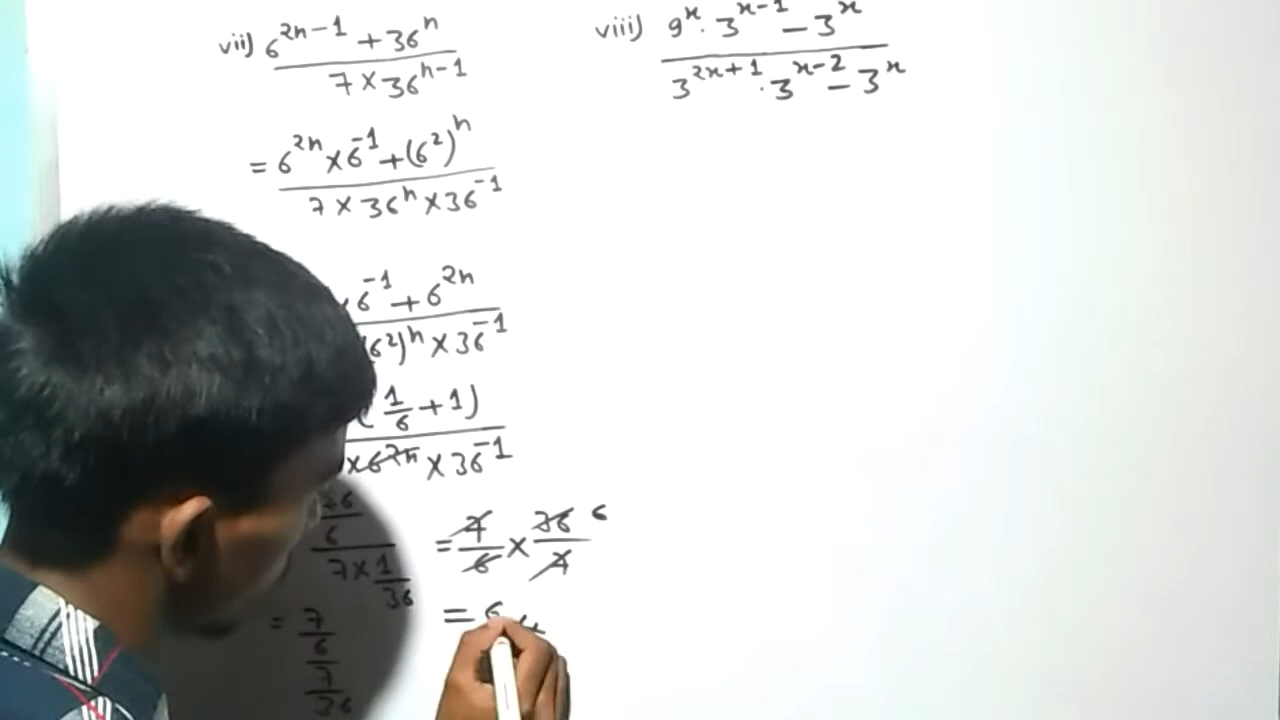 vii) 6^{2n-1} + 36^n / 7 × 36^{n-1}
= 6^{2n} × 6^{-1} + (6^2)^n / 7 × 36^n × 36^{-1}
6^{-1} + 6^{2n} / (6^2)^n × 36^{-1}
(1/6 + 1) / × 6^{2n} × 36^{-1}
+6 / 6 / 7 × 1/36
= 7/6 / 7/36
= 7/6 × 36/7 6
= 6
viii) 9^x · 3^{x-1} - 3^x / 3^{2x+1} · 3^{x-2} - 3^x